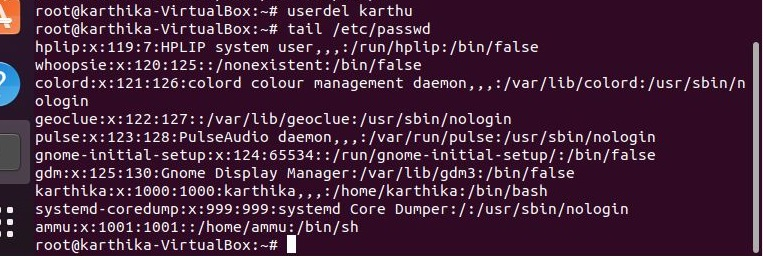 root@karthika-VirtualBox:~# userdel karthu
root@karthika-VirtualBox:~# tail /etc/passwd
hplip:x:119:7:HPLIP system user,,,:/run/hplip:/bin/false
whoopsie:x:120:125::/nonexistent:/bin/false
colord:x:121:126:colord colour management daemon,,,:/var/lib/colord:/usr/sbin/n
ologin
geoclue:x:122:127::/var/lib/geoclue:/usr/sbin/nologin
pulse:x:123:128:PulseAudio daemon,,,:/var/run/pulse:/usr/sbin/nologin
gnome-initial-setup:x:124:65534::/run/gnome-initial-setup/:/bin/false
gdm:x:125:130:Gnome Display Manager:/var/lib/gdm3:/bin/false
karthika:x:1000:1000:karthika,,,:/home/karthika:/bin/bash
systemd-coredump:x:999:999:systemd Core Dumper:/:/usr/sbin/nologin
ammu:x:1001:1001::/home/ammu:/bin/sh
root@karthika-VirtualBox:~#